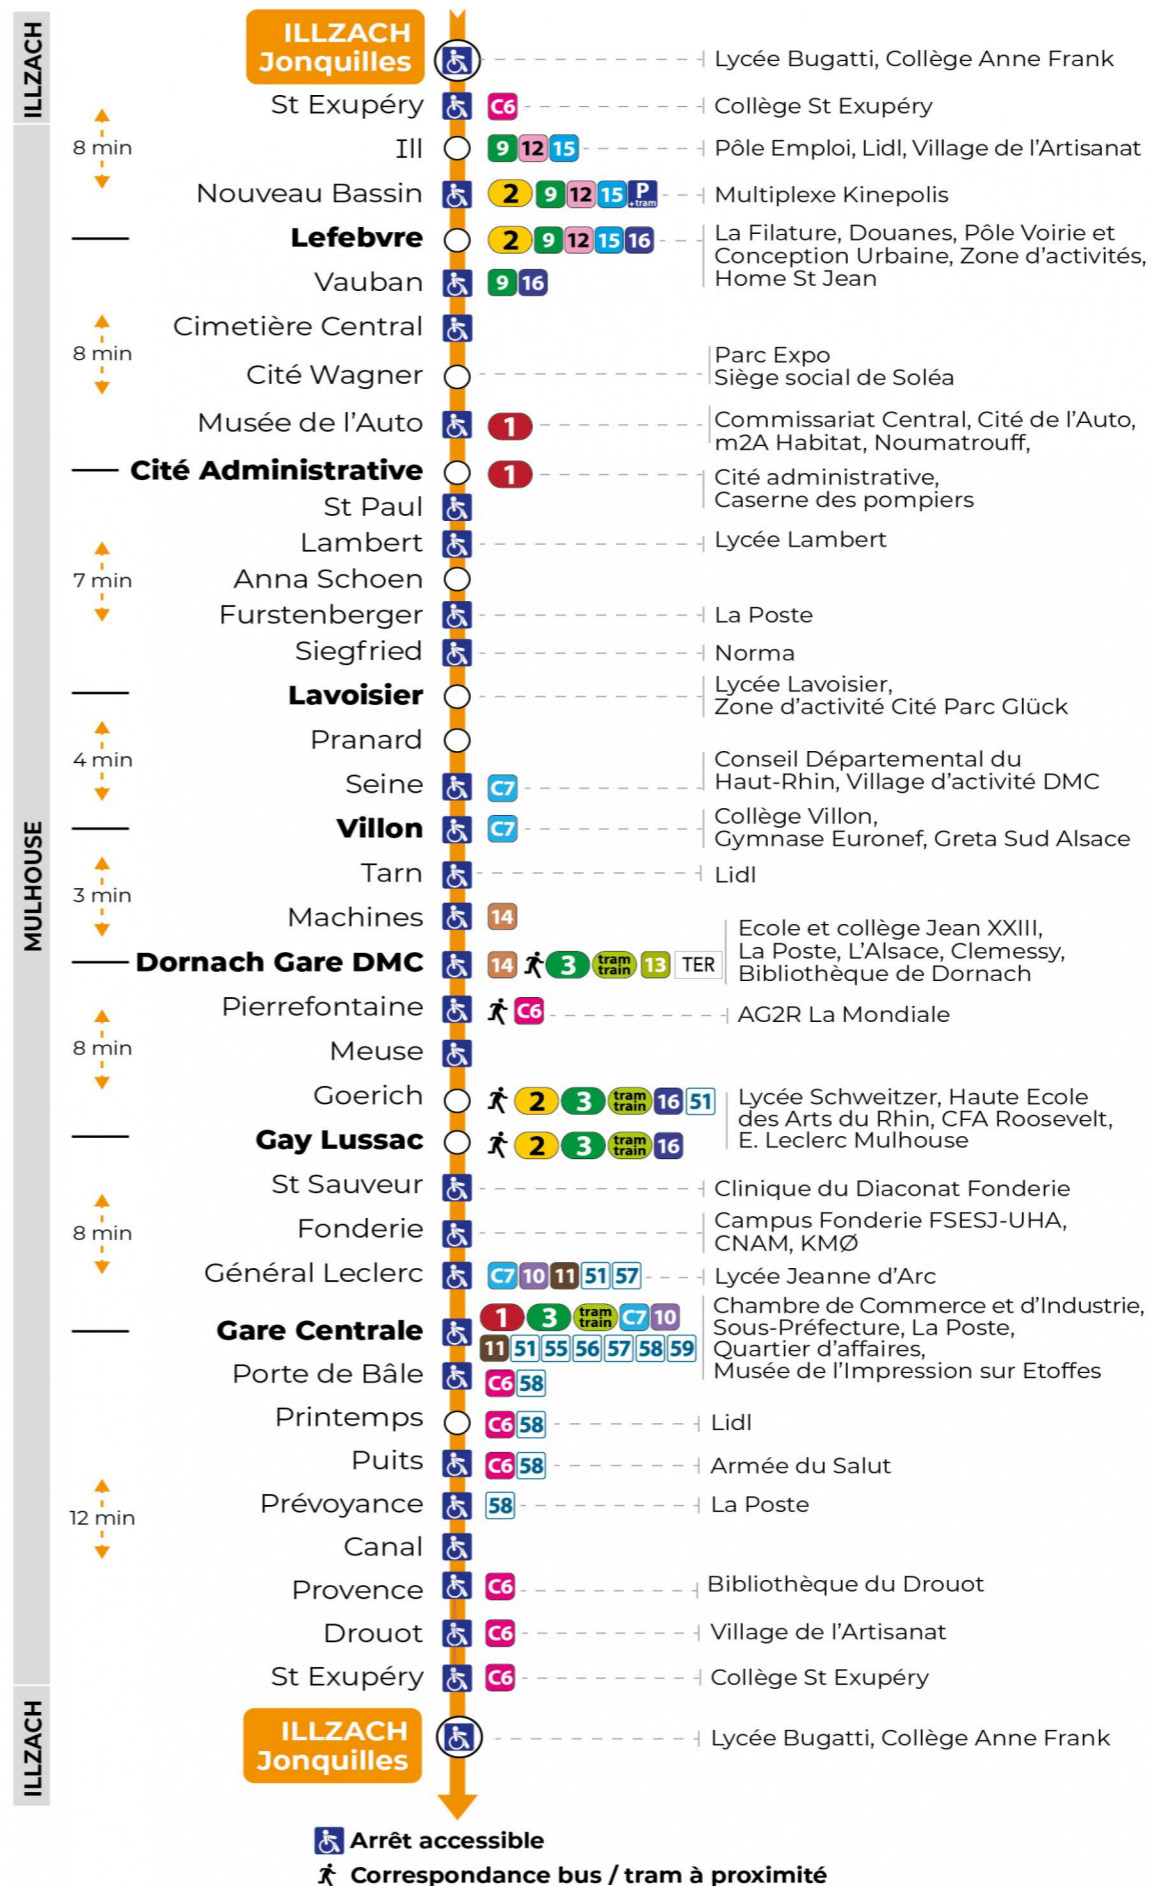 ILLZACH
ILLZACH
Jonquilles
Lycée Bugatti, Collège Anne Frank
St Exupéry C6 Collège St Exupéry
8 min
Ill 9 12 15 Pôle Emploi, Lidl, Village de l'Artisanat
Nouveau Bassin 2 9 12 15 P +tram Multiplexe Kinepolis
Lefebvre 2 9 12 15 16 La Filature, Douanes, Pôle Voirie et
Conception Urbaine, Zone d'activités,
Home St Jean
Vauban 9 16
Cimetière Central
8 min
Cité Wagner Parc Expo
Siège social de Soléa
Musée de l'Auto 1 Commissariat Central, Cité de l'Auto,
m2A Habitat, Noumatrouff,
Cité Administrative 1 Cité administrative,
Caserne des pompiers
St Paul
Lambert Lycée Lambert
7 min
Anna Schoen
Furstenberger La Poste
Siegfried Norma
Lavoisier Lycée Lavoisier,
Zone d'activité Cité Parc Glück
Pranard
4 min
Seine C7 Conseil Départemental du
Haut-Rhin, Village d'activité DMC
Villon C7 Collège Villon,
Gymnase Euronef, Greta Sud Alsace
MULHOUSE
Tarn Lidl
3 min
Machines 14
Dornach Gare DMC 14 3 tram train 13 TER Ecole et collège Jean XXIII,
La Poste, L'Alsace, Clemessy,
Bibliothèque de Dornach
Pierrefontaine C6 AG2R La Mondiale
8 min
Meuse
Goerich 2 3 tram train 16 51 Lycée Schweitzer, Haute Ecole
des Arts du Rhin, CFA Roosevelt,
E. Leclerc Mulhouse
Gay Lussac 2 3 tram train 16
St Sauveur Clinique du Diaconat Fonderie
8 min
Fonderie Campus Fonderie FSESJ-UHA,
CNAM, KMØ
Général Leclerc C7 10 11 51 57 Lycée Jeanne d'Arc
Gare Centrale 1 3 tram train C7 10
11 51 55 56 57 58 59
Chambre de Commerce et d'Industrie,
Sous-Préfecture, La Poste,
Quartier d'affaires,
Musée de l'Impression sur Etoffes
Porte de Bâle C6 58
Printemps C6 58 Lidl
Puits C6 58 Armée du Salut
12 min
Prévoyance 58 La Poste
Canal
Provence C6 Bibliothèque du Drouot
Drouot C6 Village de l'Artisanat
St Exupéry C6 Collège St Exupéry
ILLZACH
ILLZACH
Jonquilles
Lycée Bugatti, Collège Anne Frank
Arrêt accessible
Correspondance bus / tram à proximité